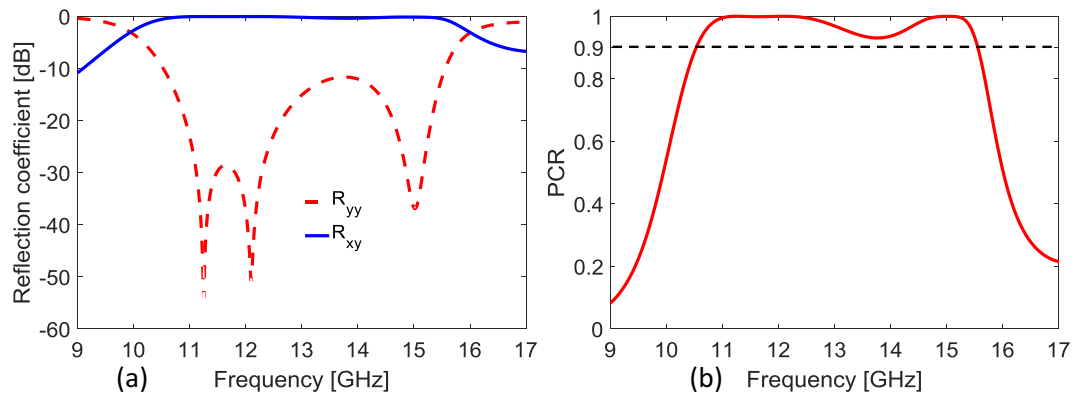 Reflection coefficient [dB]
0
-10
-20
-30
-40
-50
-60
9 10 11 12 13 14 15 16 17
R_yy
R_xy
(a) Frequency [GHz]
PCR
1
0.9
0.8
0.6
0.4
0.2
0
9 10 11 12 13 14 15 16 17
(b) Frequency [GHz]